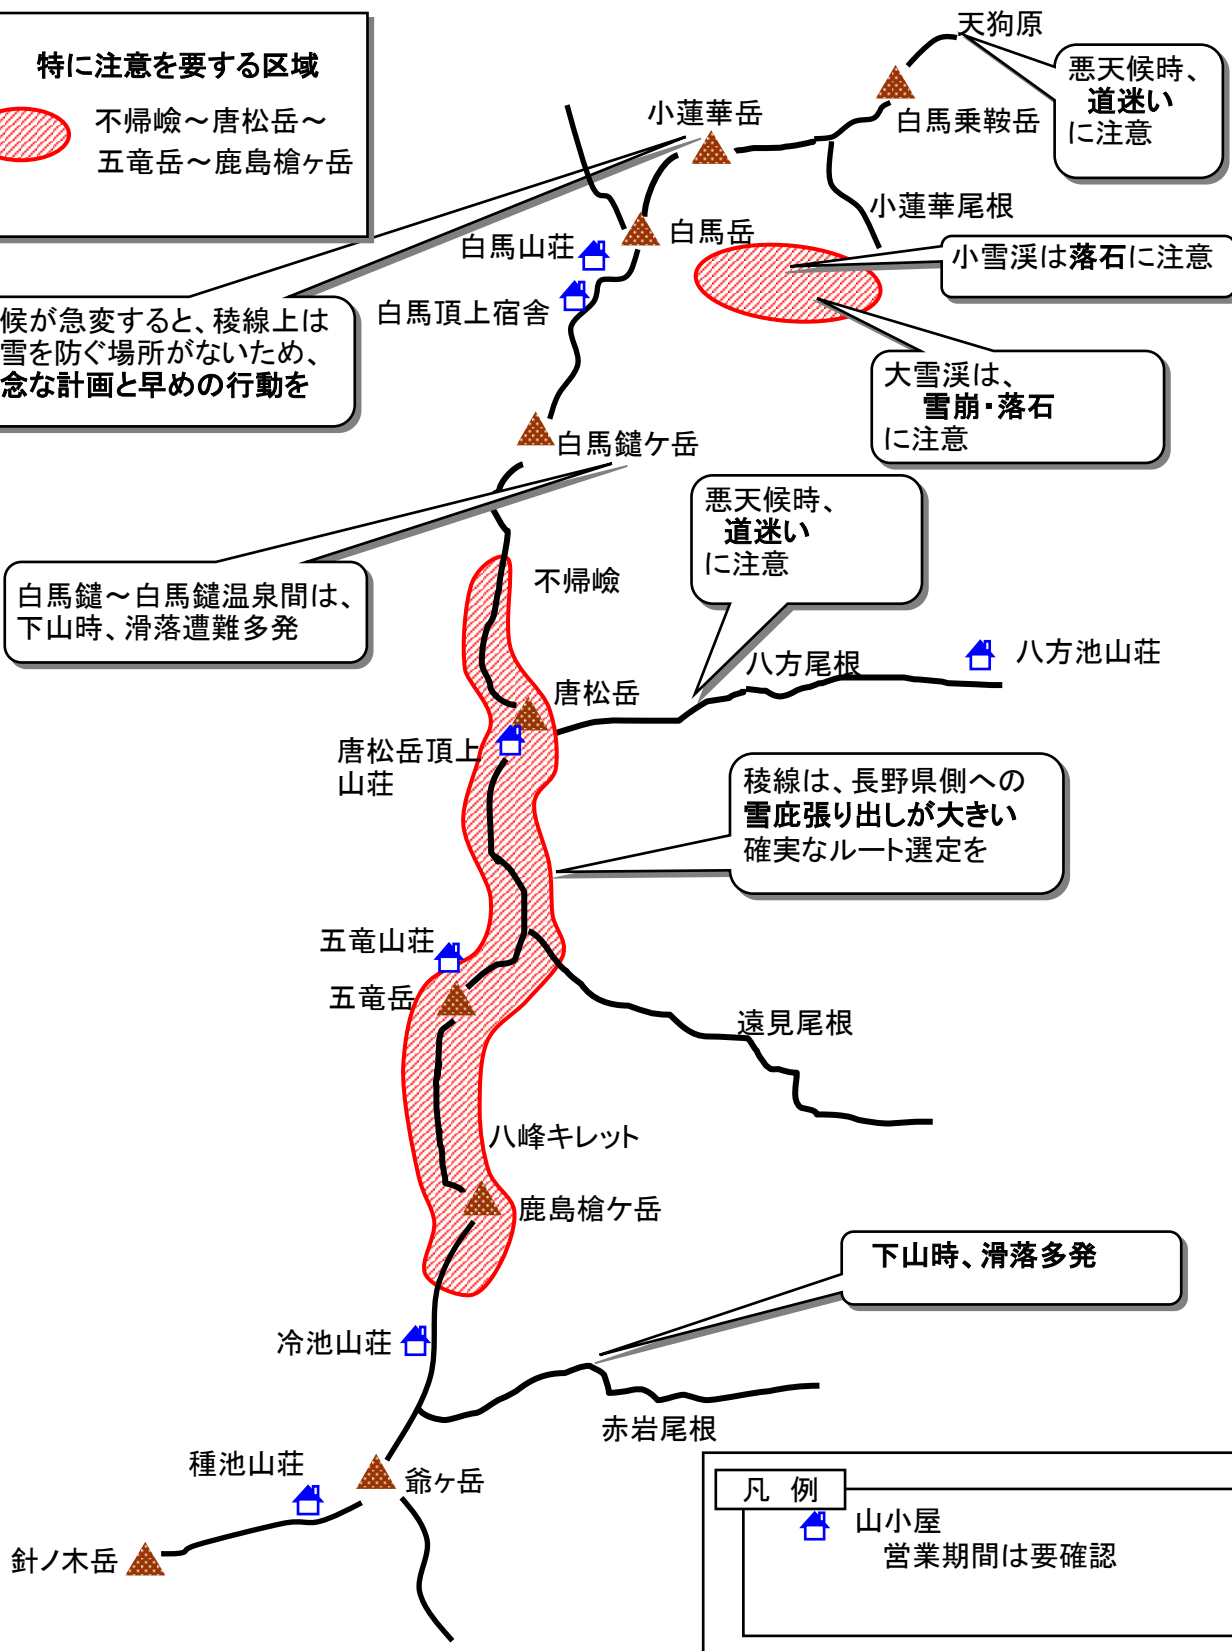 特に注意を要する区域
不帰嶮～唐松岳～
五竜岳～鹿島槍ヶ岳
天狗原
悪天候時、
道迷い
に注意
小蓮華岳
白馬乗鞍岳
小蓮華尾根
白馬山荘
白馬岳
小雪渓は落石に注意
白馬頂上宿舎
候が急変すると、稜線上は
雪を防ぐ場所がないため、
念な計画と早めの行動を
大雪渓は、
雪崩・落石
に注意
白馬鑓ケ岳
悪天候時、
道迷い
に注意
白馬鑓～白馬鑓温泉間は、
下山時、滑落遭難多発
不帰嶮
八方尾根
八方池山荘
唐松岳
唐松岳頂上
山荘
稜線は、長野県側への
雪庇張り出しが大きい
確実なルート選定を
五竜山荘
五竜岳
遠見尾根
八峰キレット
鹿島槍ケ岳
下山時、滑落多発
冷池山荘
赤岩尾根
種池山荘
爺ヶ岳
針ノ木岳
凡 例
山小屋
営業期間は要確認